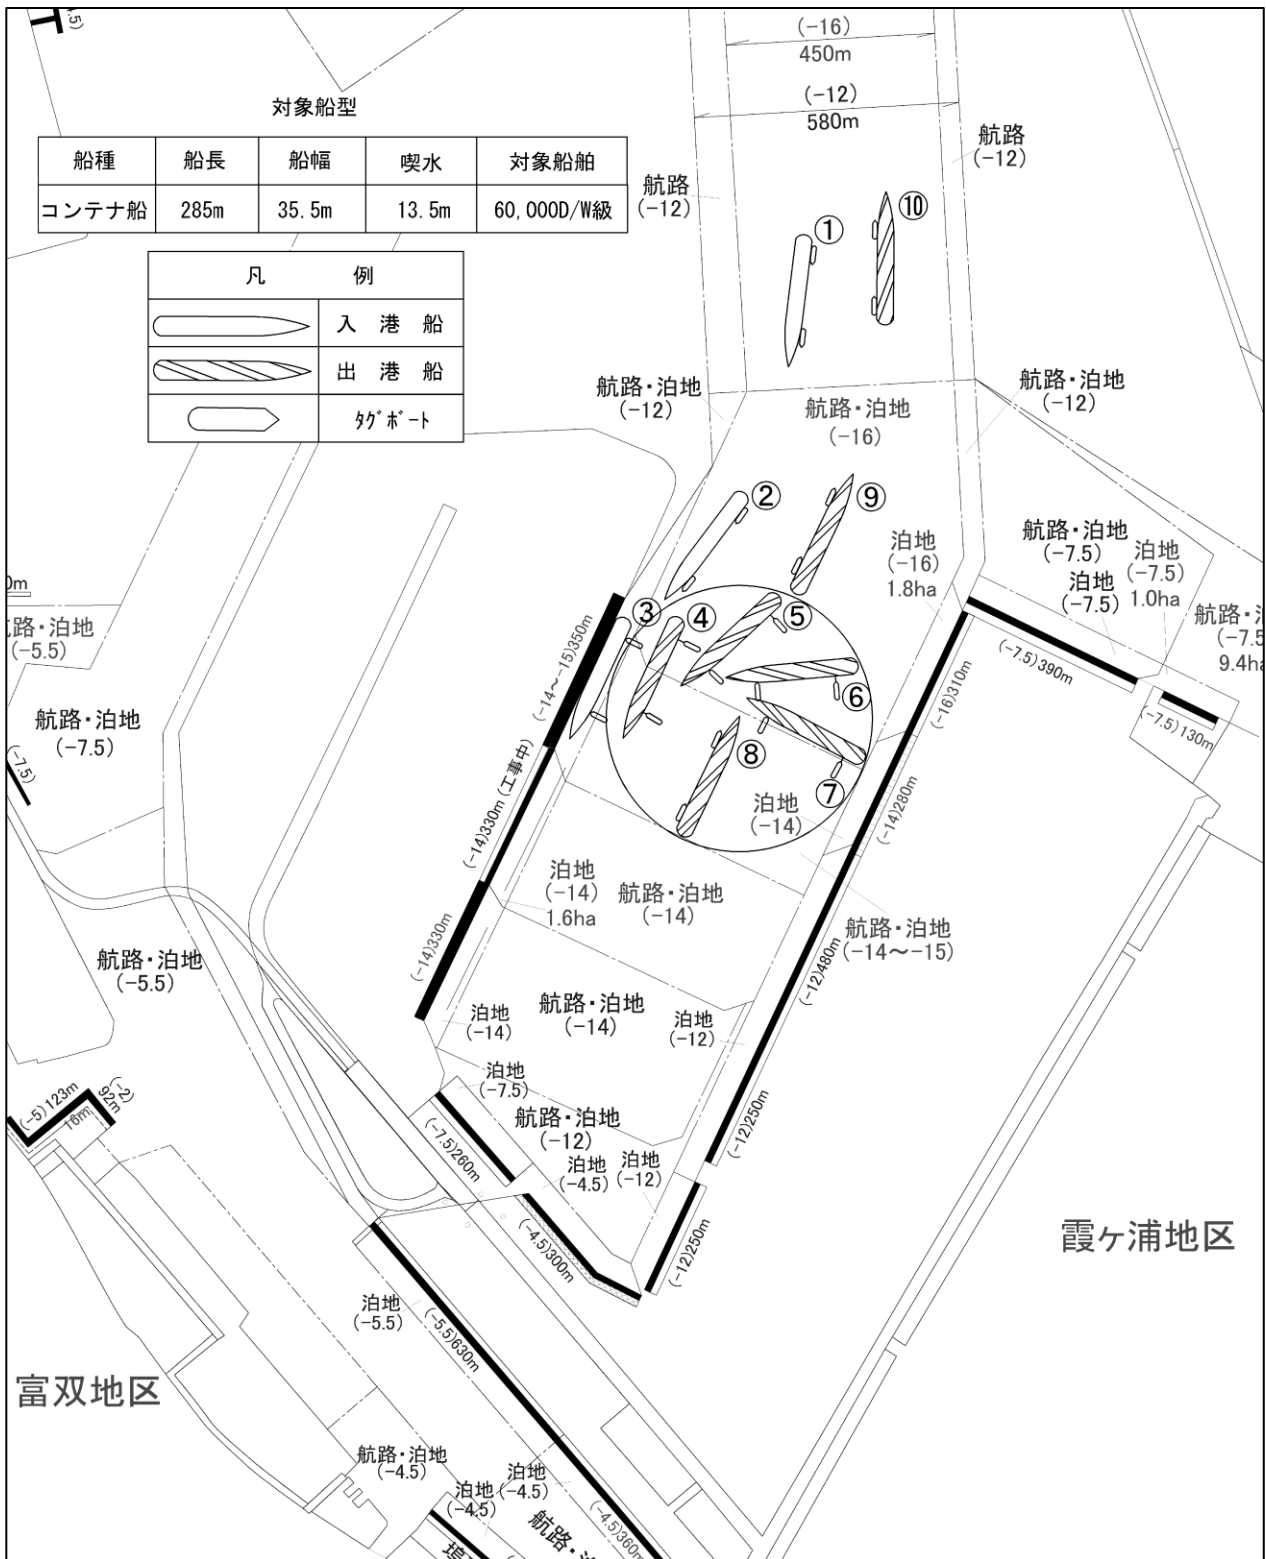 (-16)
450m
(-12)
580m
対象船型
船種 船長 船幅 喫水 対象船舶
コンテナ船 285m 35.5m 13.5m 60,000D/W級
凡 例
入 港 船
出 港 船
ﾀｸﾞﾎﾞｰﾄ
航路
(-12)
航路
(-12)
①
⑩
航路・泊地
(-12)
航路・泊地
(-16)
航路・泊地
(-12)
②
⑨
泊地
(-16)
1.8ha
航路・泊地
(-7.5)
泊地
(-7.5)
1.0ha
泊地
(-7.5)
9.4ha
(-5.5)
航路・泊地
(-7.5)
(-7.5)
③
④
⑤
⑥
⑦
⑧
(-14～-15)350m
(-14)330m(工事中)
(-14)330m
(-7.5)390m
(-7.5)130m
(-16)310m
(-14)280m
(-12)480m
(-12)250m
(-12)250m
泊地
(-14)
泊地
(-14)
1.6ha
航路・泊地
(-14)
航路・泊地
(-14～-15)
航路・泊地
(-5.5)
泊地
(-14)
航路・泊地
(-14)
泊地
(-12)
泊地
(-7.5)
航路・泊地
(-12)
泊地
(-4.5)
泊地
(-12)
(-7.5)260m
(-4.5)300m
(-5)123m
(-2)
92m
16m
霞ヶ浦地区
泊地
(-5.5)
(-5.5)630m
富双地区
航路・泊地
(-4.5)
泊地
(-4.5)
泊地
(-4.5)
(-4.5)360m